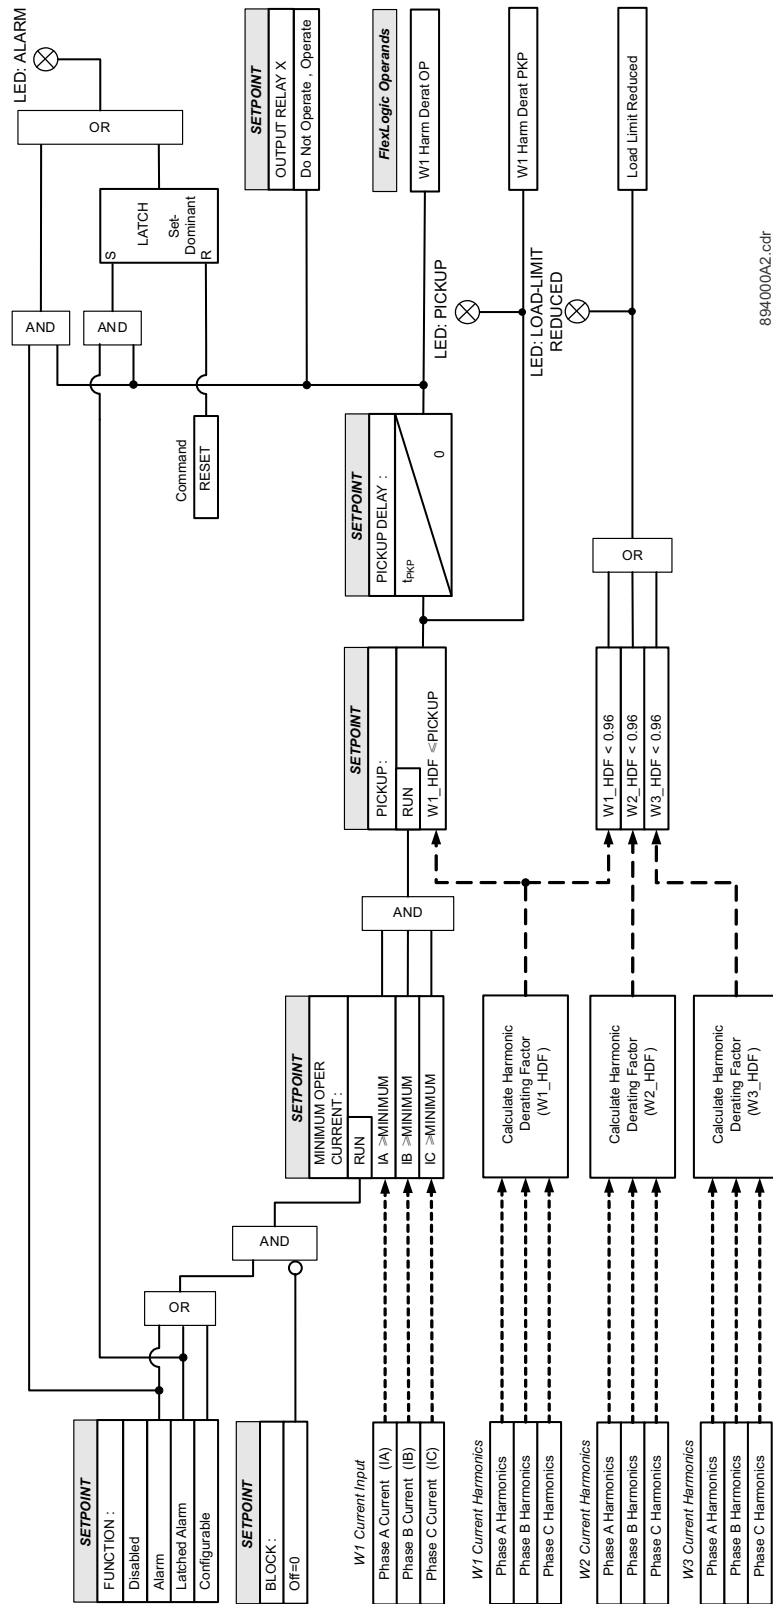 SETPOINT
FUNCTION :
Disabled
Alarm
Latched Alarm
Configurable
SETPOINT
BLOCK :
Off=0
W1 Current Input
Phase A Current (IA)
Phase B Current (IB)
Phase C Current (IC)
W1 Current Harmonics
Phase A Harmonics
Phase B Harmonics
Phase C Harmonics
W2 Current Harmonics
Phase A Harmonics
Phase B Harmonics
Phase C Harmonics
W3 Current Harmonics
Phase A Harmonics
Phase B Harmonics
Phase C Harmonics
OR
AND
SETPOINT
MINIMUM OPER
CURRENT :
RUN
IA ≥MINIMUM
IB ≥MINIMUM
IC ≥MINIMUM
Calculate Harmonic
Derating Factor
(W1_HDF)
Calculate Harmonic
Derating Factor
(W2_HDF)
Calculate Harmonic
Derating Factor
(W3_HDF)
AND
SETPOINT
PICKUP :
RUN
W1_HDF ≤PICKUP
W1_HDF < 0.96
W2_HDF < 0.96
W3_HDF < 0.96
SETPOINT
PICKUP DELAY :
tPKP
0
OR
Command
RESET
AND
AND
S
LATCH
Set-
Dominant
R
OR
LED: ALARM
SETPOINT
OUTPUT RELAY X
Do Not Operate , Operate
FlexLogic Operands
W1 Harm Derat OP
LED: PICKUP
W1 Harm Derat PKP
LED: LOAD-LIMIT
REDUCED
Load Limit Reduced
894000A2.cdr